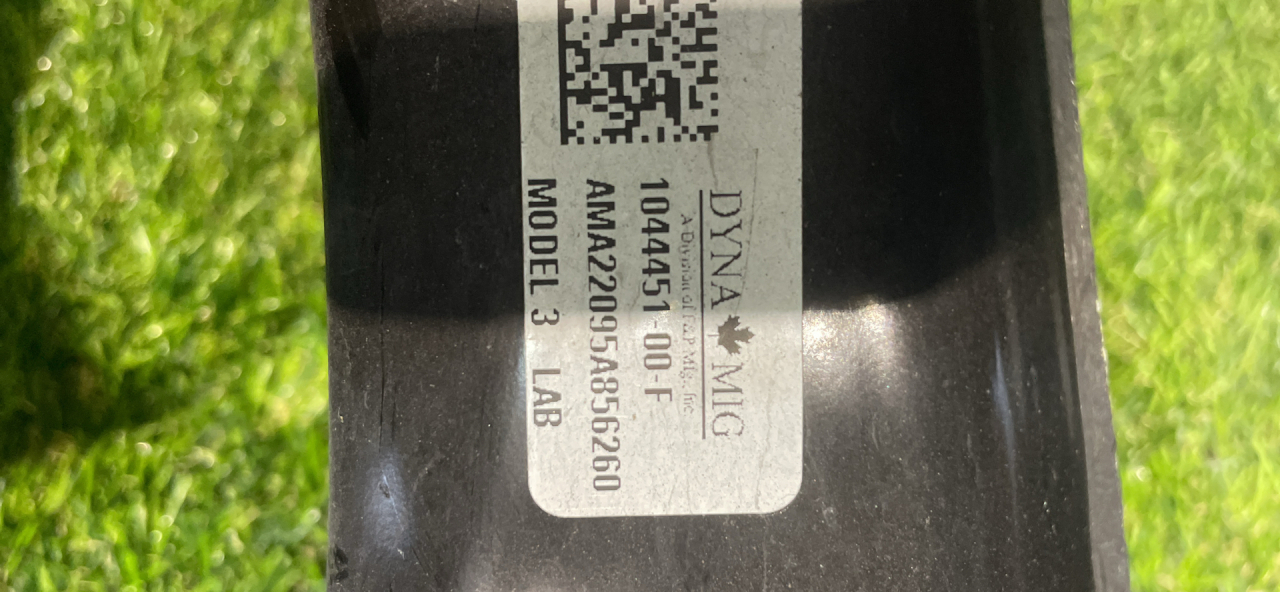 DYNA MIG
A Division of F&P Mfg., Inc.
1044451-00-F
AMA22095A856260
MODEL 3 LAB